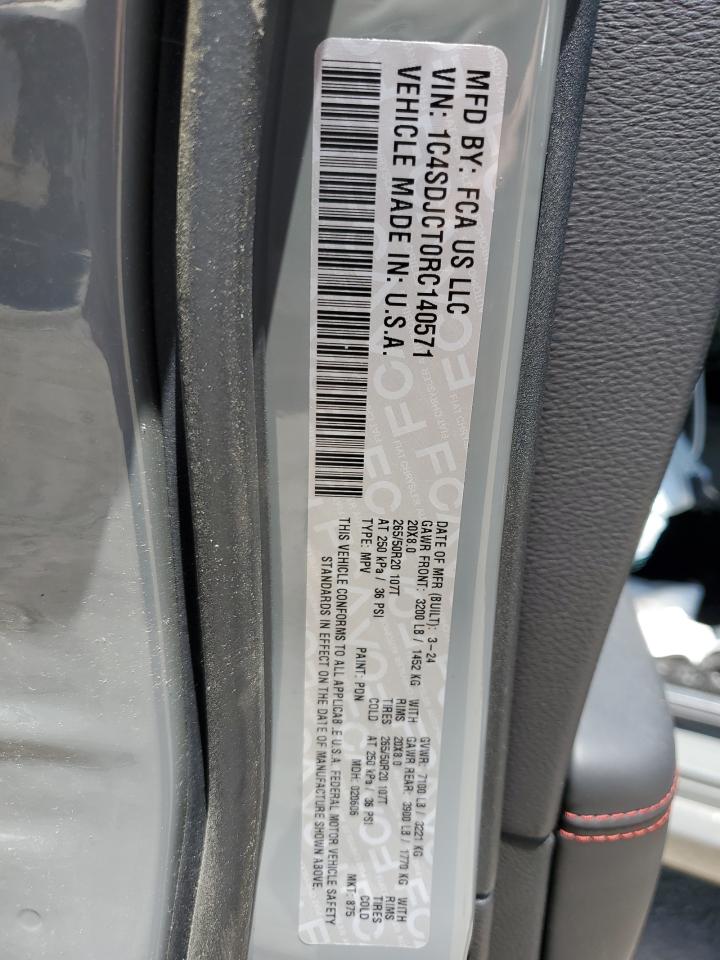 MFD BY: FCA US LLC
VIN: 1C4SDJCT0RC140571
VEHICLE MADE IN: U.S.A.
DATE OF MFR (BUILT): 3-24 GVWR: 7100 LB / 3221 KG
GAWR FRONT: 3200 LB / 1452 KG WITH GAWR REAR: 3900 LB / 1770 KG WITH
20X8.0 RIMS 20X8.0 RIMS
265/50R20 107T TIRES 265/50R20 107T TIRES
AT 250 kPa / 36 PSI COLD AT 250 kPa / 36 PSI COLD
TYPE: MPV PAINT: PDN MDH: 020606 MKT: 875
THIS VEHICLE CONFORMS TO ALL APPLICABLE U.S.A. FEDERAL MOTOR VEHICLE SAFETY
STANDARDS IN EFFECT ON THE DATE OF MANUFACTURE SHOWN ABOVE.